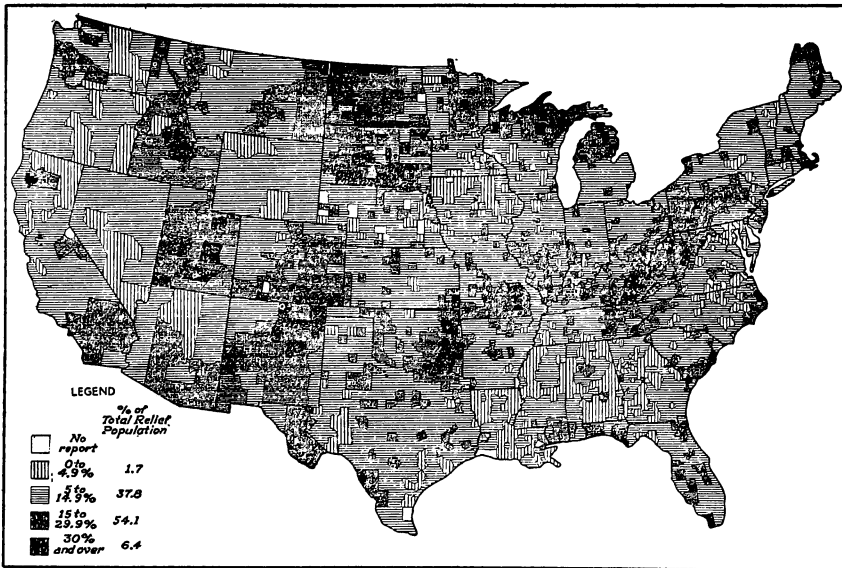 LEGEND
% of
Total Relief
Population
No
report
0 to
4.9% 1.7
5 to
14.9% 37.8
15 to
29.9% 54.1
30%
and over 6.4